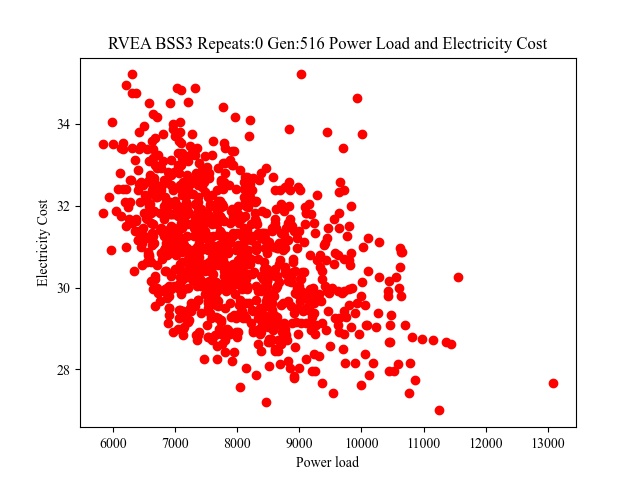 RVEA BSS3 Repeats:0 Gen:516 Power Load and Electricity Cost
Electricity Cost
34
32
30
28
6000 7000 8000 9000 10000 11000 12000 13000
Power load